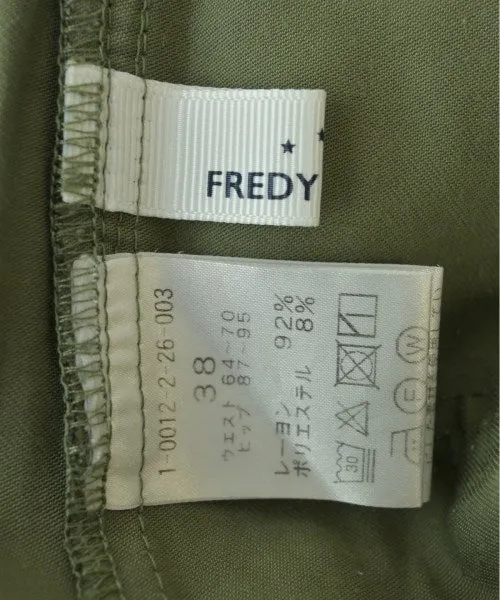 FREDY
1-0012-2-26-003
38
ウエスト 64~70
ヒップ 87~95
レーヨン 92%
ポリエステル 8%
30
W
F